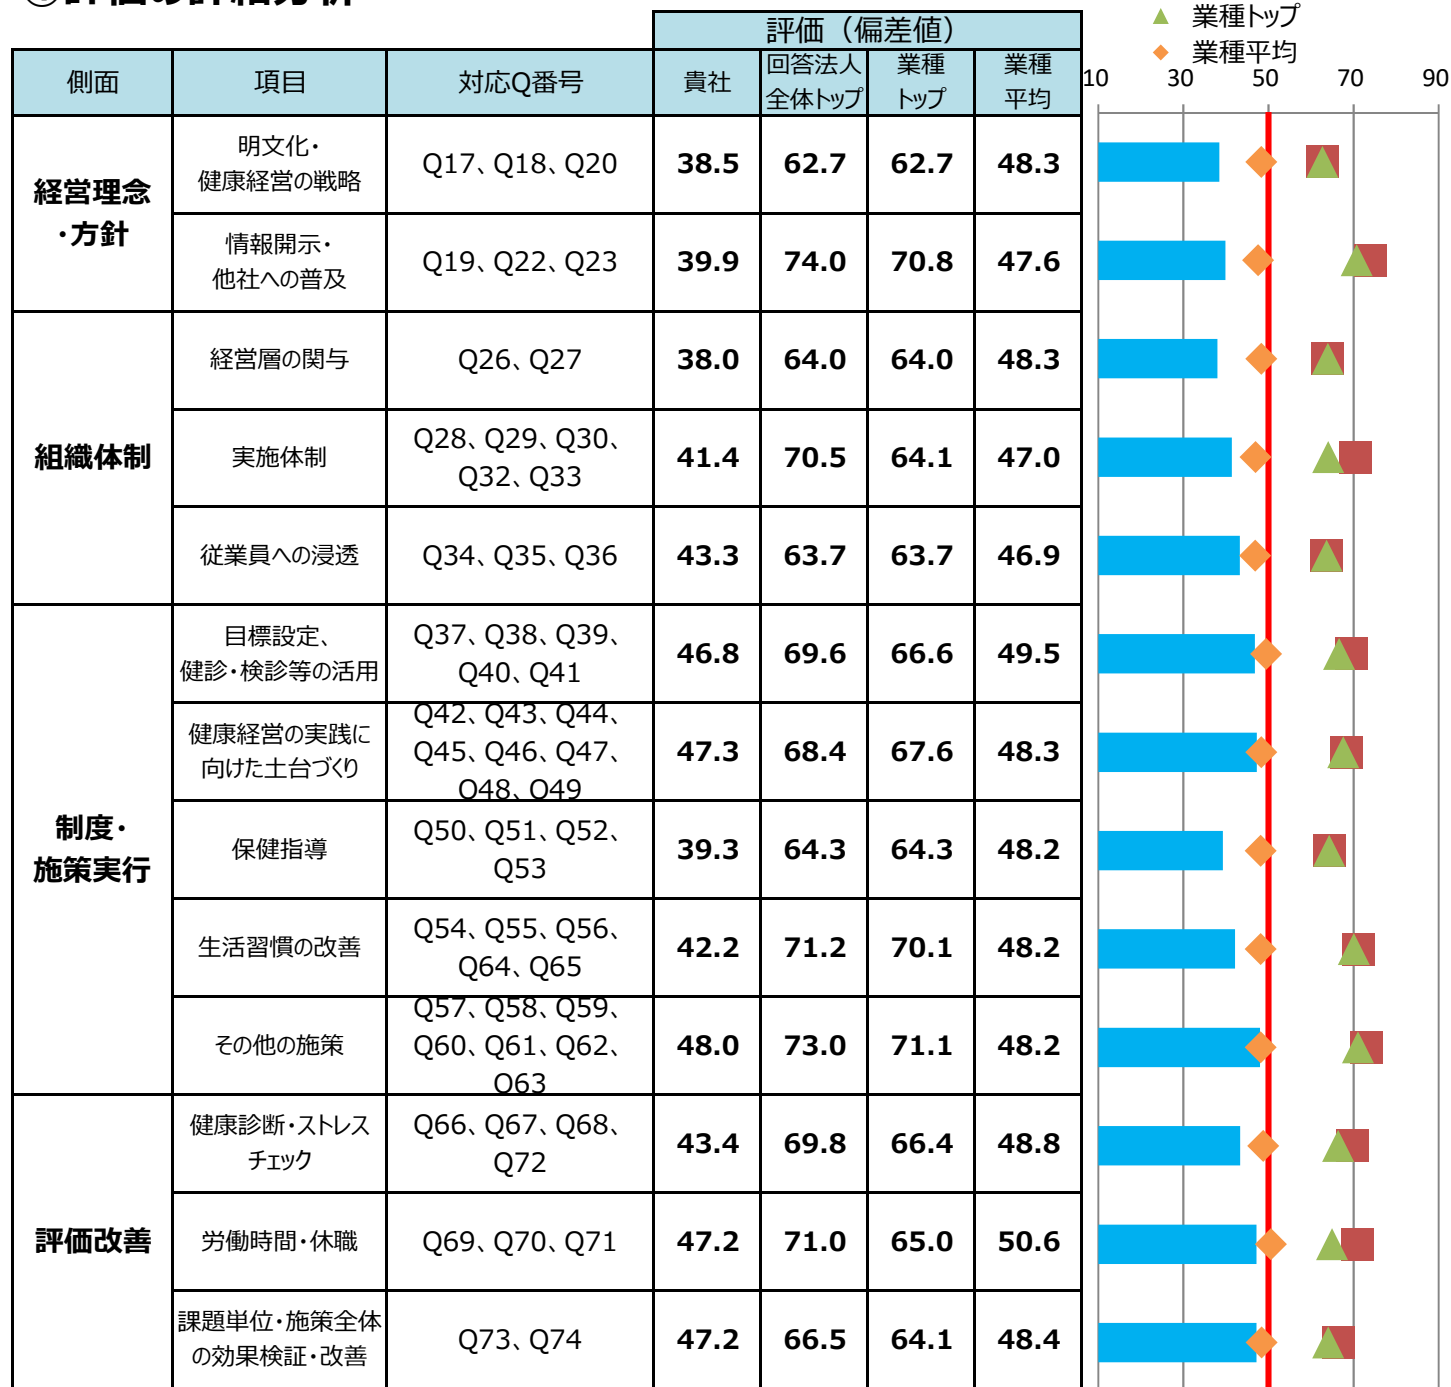 ▲ 業種トップ
◆ 業種平均
評価（偏差値）
側面 項目 対応Q番号 貴社 回答法人 業種 業種
全体トップ トップ 平均
10 30 50 70 90
経営理念
・方針
明文化・
健康経営の戦略
Q17、Q18、Q20 38.5 62.7 62.7 48.3
情報開示・
他社への普及
Q19、Q22、Q23 39.9 74.0 70.8 47.6
組織体制
経営層の関与 Q26、Q27 38.0 64.0 64.0 48.3
実施体制
Q28、Q29、Q30、
Q32、Q33
41.4 70.5 64.1 47.0
従業員への浸透 Q34、Q35、Q36 43.3 63.7 63.7 46.9
制度・
施策実行
目標設定、
健診・検診等の活用
Q37、Q38、Q39、
Q40、Q41
46.8 69.6 66.6 49.5
健康経営の実践に
向けた土台づくり
Q42、Q43、Q44、
Q45、Q46、Q47、
Q48、Q49
47.3 68.4 67.6 48.3
保健指導
Q50、Q51、Q52、
Q53
39.3 64.3 64.3 48.2
生活習慣の改善
Q54、Q55、Q56、
Q64、Q65
42.2 71.2 70.1 48.2
その他の施策
Q57、Q58、Q59、
Q60、Q61、Q62、
Q63
48.0 73.0 71.1 48.2
評価改善
健康診断・ストレス
チェック
Q66、Q67、Q68、
Q72
43.4 69.8 66.4 48.8
労働時間・休職 Q69、Q70、Q71 47.2 71.0 65.0 50.6
課題単位・施策全体
の効果検証・改善
Q73、Q74 47.2 66.5 64.1 48.4